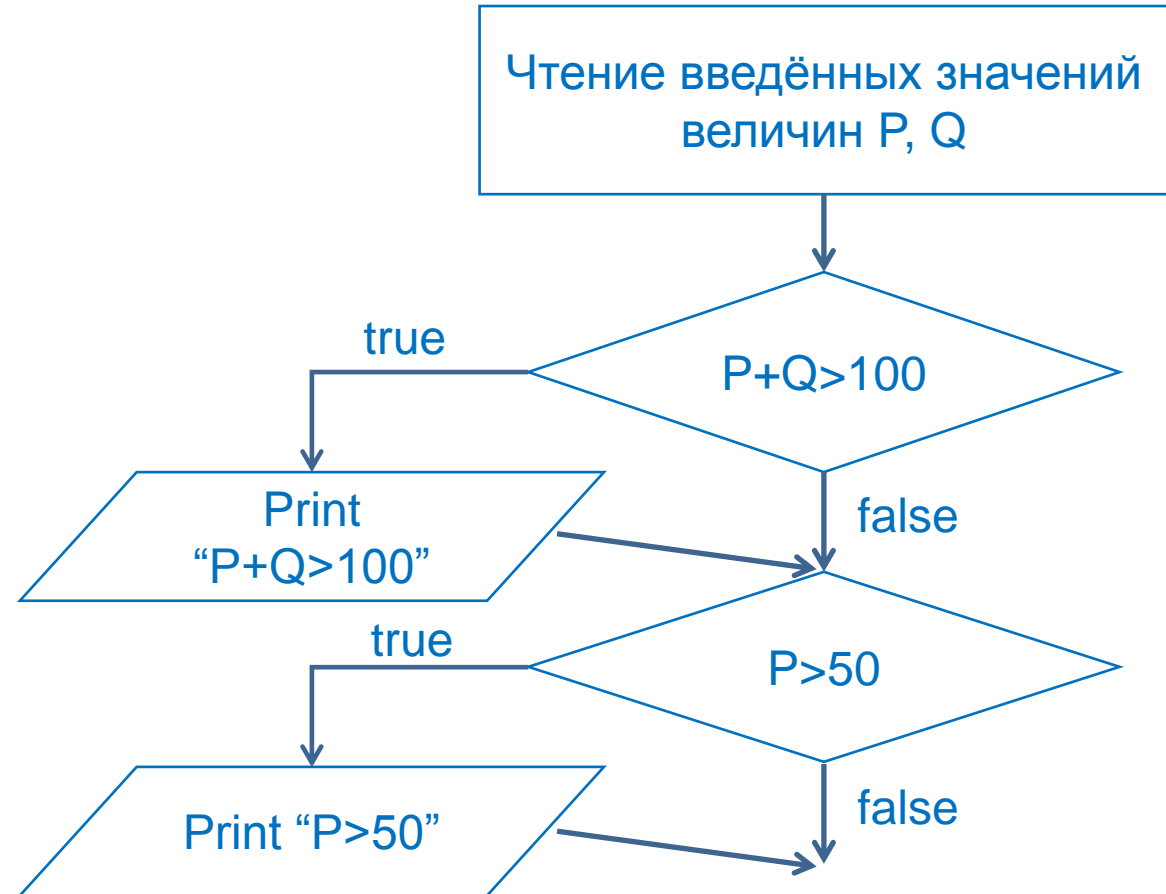 Чтение введённых значений
величин P, Q
true
P+Q>100
Print
“P+Q>100”
false
true
P>50
Print “P>50”
false